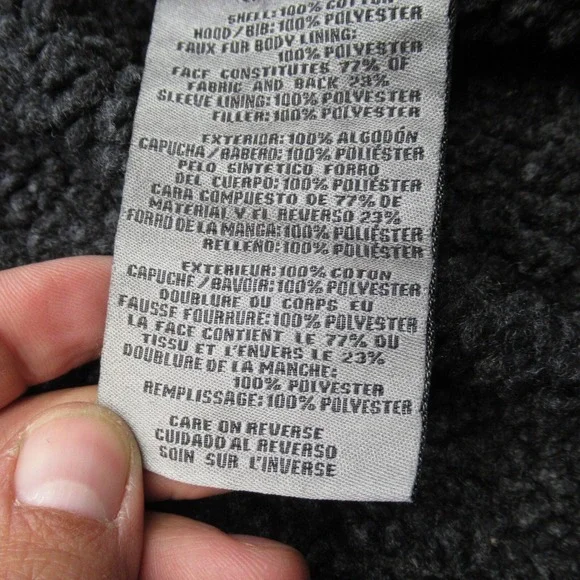 SHELL: 100% COTTON
HOOD/BIB: 100% POLYESTER
FAUX FUR BODY LINING:
100% POLYESTER
FACE CONSTITUTES 77% OF
FABRIC AND BACK 23%
SLEEVE LINING: 100% POLYESTER
FILLER: 100% POLYESTER
EXTERIOR: 100% ALGODÓN
CAPUCHA/BABERO: 100% POLIÉSTER
PELO SINTETICO FORRO
DEL CUERPO: 100% POLIÉSTER
CARA COMPUESTO DE 77% DE
MATERIAL Y EL REVERSO 23%
FORRO DE LA MANGA: 100% POLIÉSTER
RELLENO: 100% POLIÉSTER
EXTERIEUR: 100% COTON
CAPUCHE/BAVOIR: 100% POLYESTER
DOUBLURE DU CORPS EU
FAUSSE FOURRURE: 100% POLYESTER
LA FACE CONTIENT LE 77% DU
TISSU ET L'ENVERS LE 23%
DOUBLURE DE LA MANCHE:
100% POLYESTER
REMPLISSAGE: 100% POLYESTER
CARE ON REVERSE
CUIDADO AL REVERSO
SOIN SUR L'INVERSE